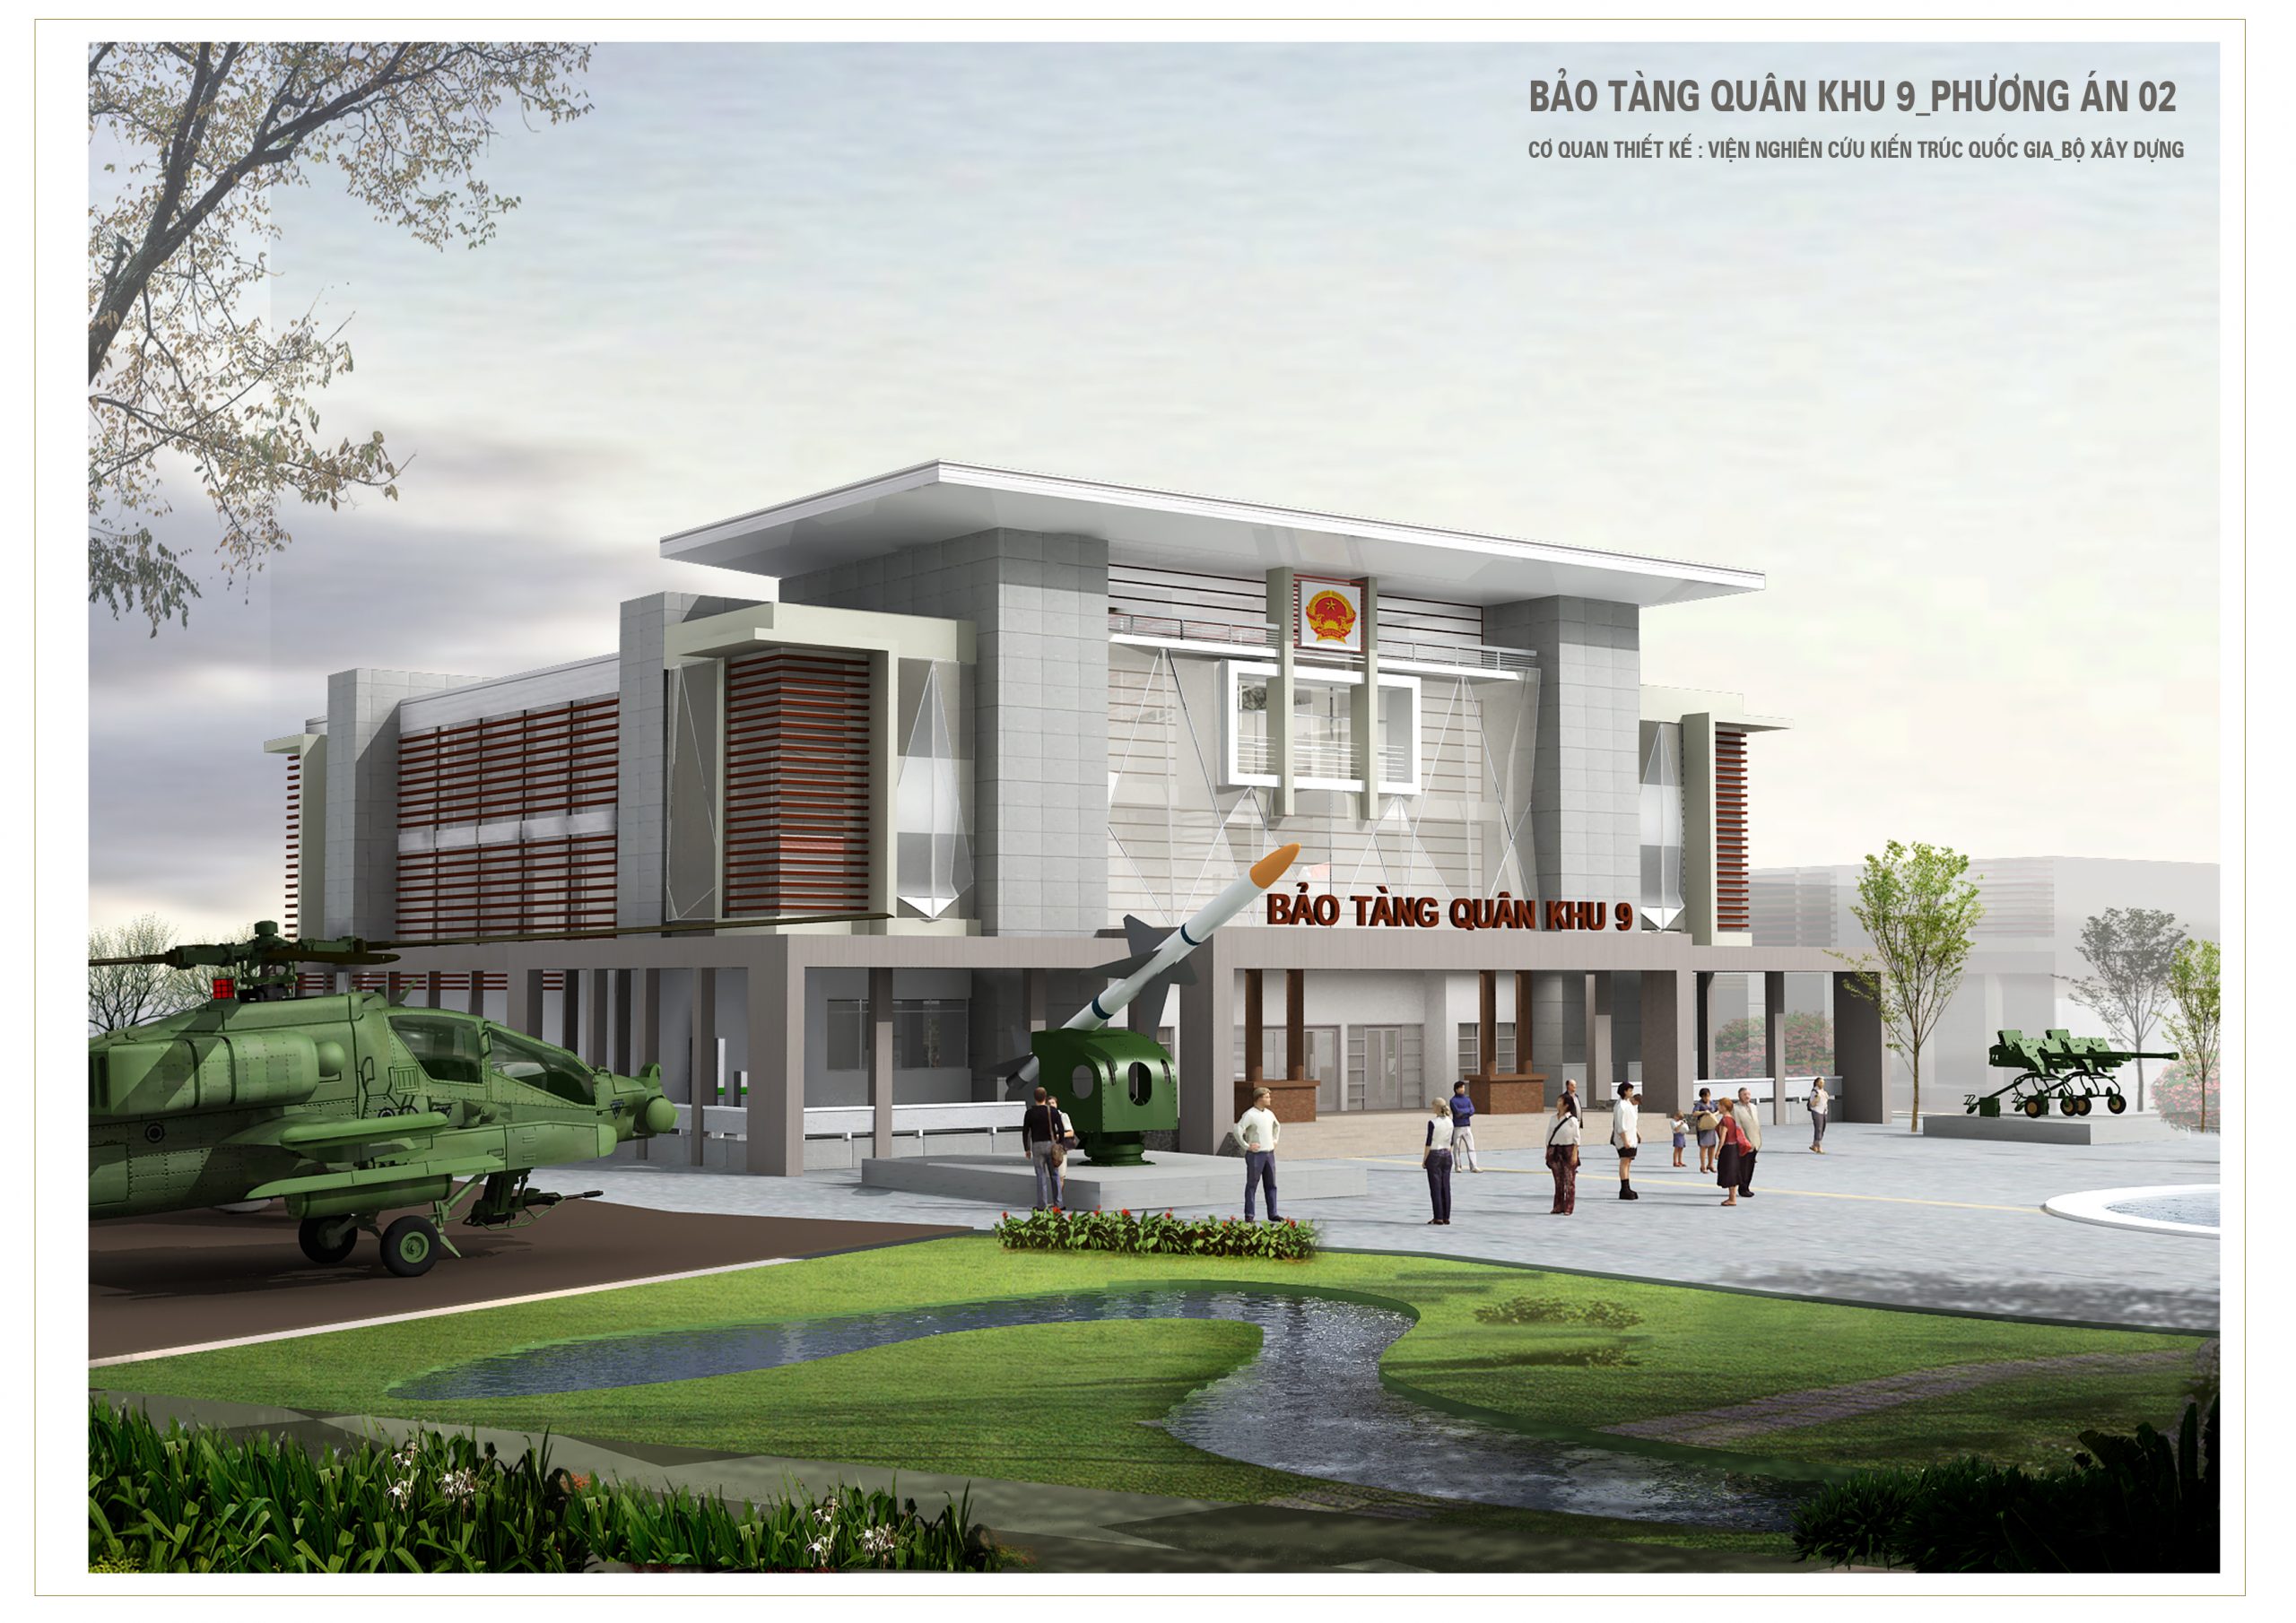 BẢO TÀNG QUÂN KHU 9_PHƯƠNG ÁN 02
CƠ QUAN THIẾT KẾ : VIỆN NGHIÊN CỨU KIẾN TRÚC QUỐC GIA_BỘ XÂY DỰNG
BẢO TÀNG QUÂN KHU 9